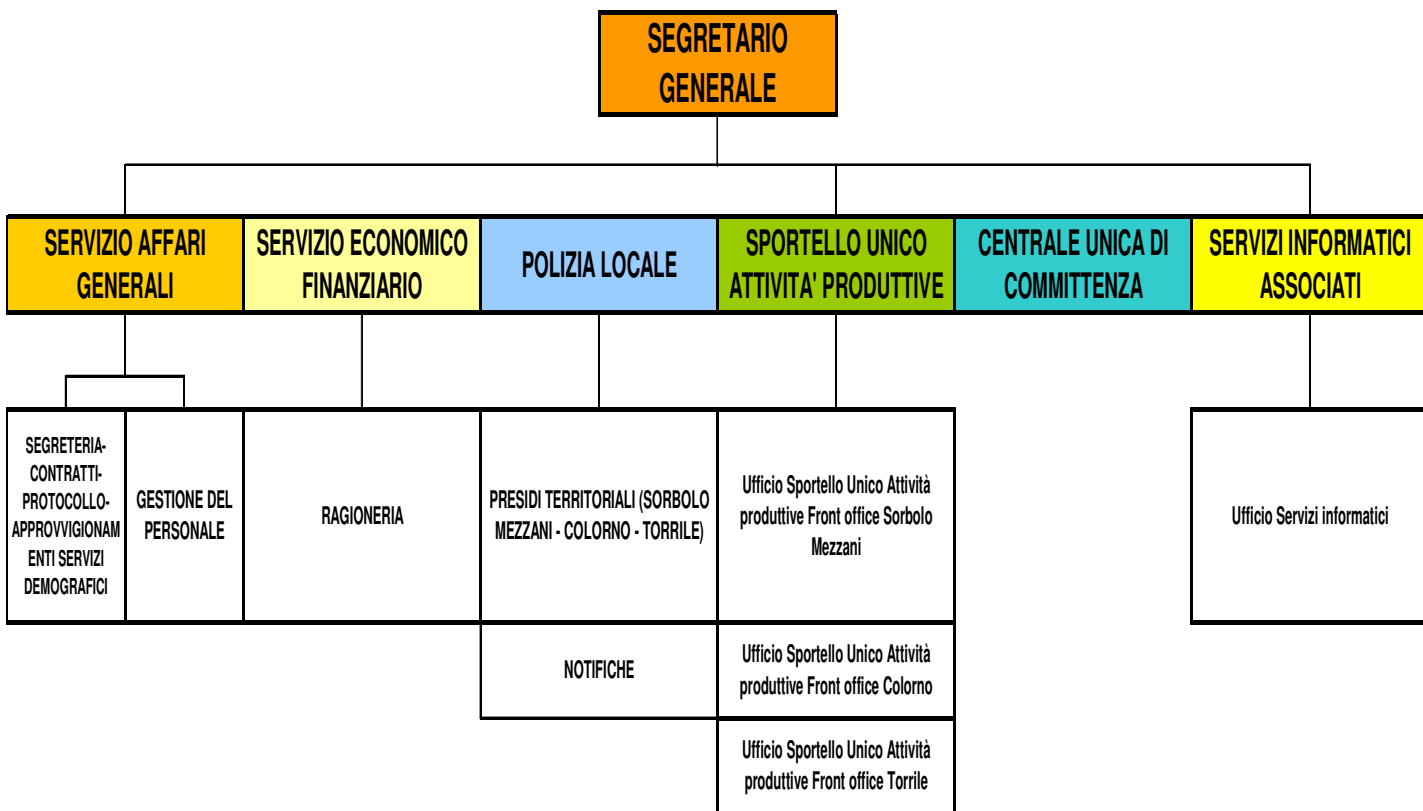 SEGRETARIO
GENERALE
SERVIZIO AFFARI
GENERALI
SERVIZIO ECONOMICO
FINANZIARIO
POLIZIA LOCALE
SPORTELLO UNICO
ATTIVITA' PRODUTTIVE
CENTRALE UNICA DI
COMMITTENZA
SERVIZI INFORMATICI
ASSOCIATI
SEGRETERIA-
CONTRATTI-
PROTOCOLLO-
APPROVVIGIONAM
ENTI SERVIZI
DEMOGRAFICI
GESTIONE DEL
PERSONALE
RAGIONERIA
PRESIDI TERRITORIALI (SORBOLO
MEZZANI - COLORNO - TORRILE)
Ufficio Sportello Unico Attività
produttive Front office Sorbolo
Mezzani
Ufficio Servizi informatici
NOTIFICHE
Ufficio Sportello Unico Attività
produttive Front office Colorno
Ufficio Sportello Unico Attività
produttive Front office Torrile